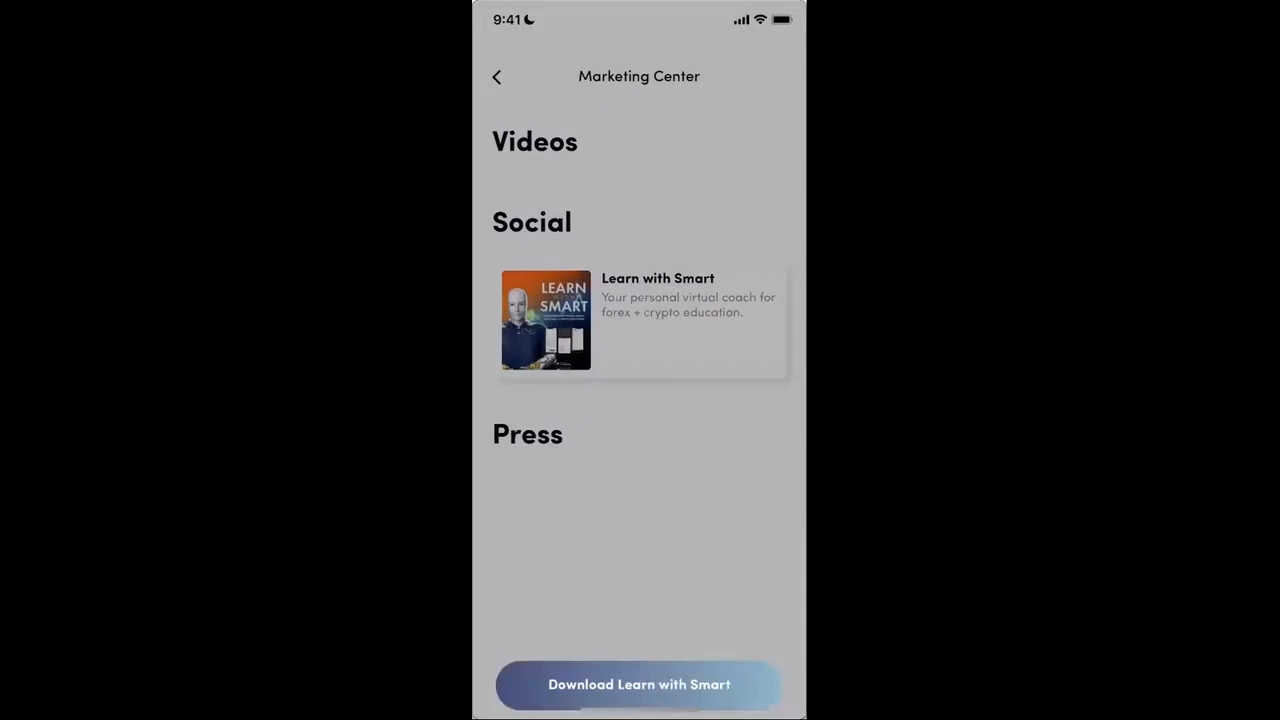 9:41
Marketing Center
Videos
Social
LEARN
WITH
SMART
Learn with Smart
Your personal virtual coach for
forex + crypto education.
Press
Download Learn with Smart